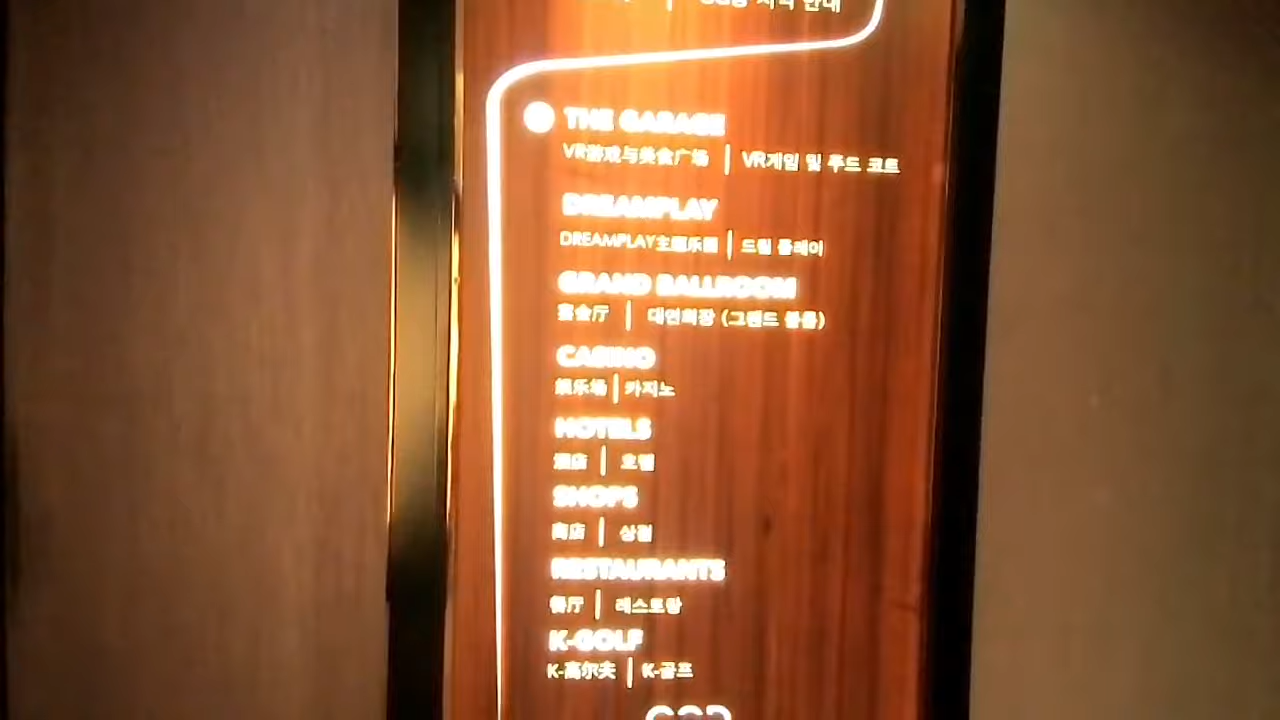 안내
THE GARAGE
VR游戏与美食广场 | VR게임 및 푸드 코트
DREAMPLAY
DREAMPLAY主题乐园 | 드림 플레이
GRAND BALLROOM
宴会厅 | 대연회장 (그랜드 볼룸)
CASINO
娱乐场 | 카지노
HOTELS
酒店 | 호텔
SHOPS
商店 | 상점
RESTAURANTS
餐厅 | 레스토랑
K-GOLF
K-高尔夫 | K-골프